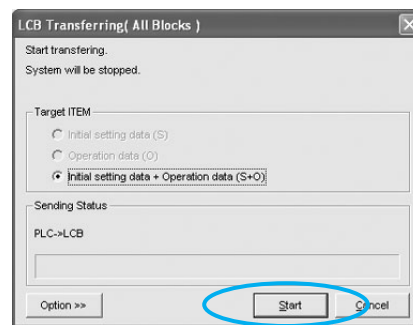 LCB Transferring( All Blocks )
Start transfering.
System will be stopped.
Target ITEM
Initial setting data (S)
Operation data (O)
Initial setting data + Operation data (S+O)
Sending Status
PLC->LCB
Option >>
Start
Cancel